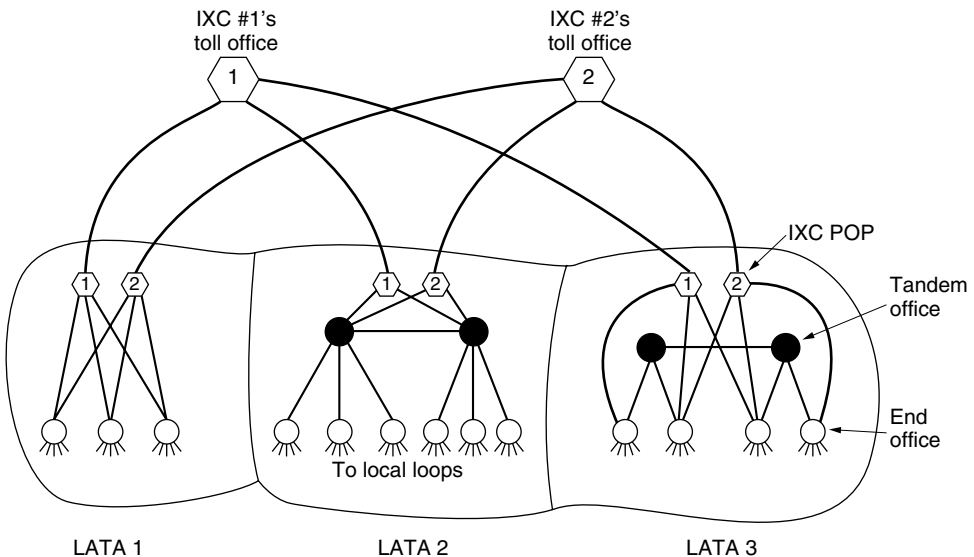 IXC #1's
toll office
IXC #2's
toll office
1
2
IXC POP
1
2
1
2
1
2
Tandem
office
End
office
To local loops
LATA 1
LATA 2
LATA 3